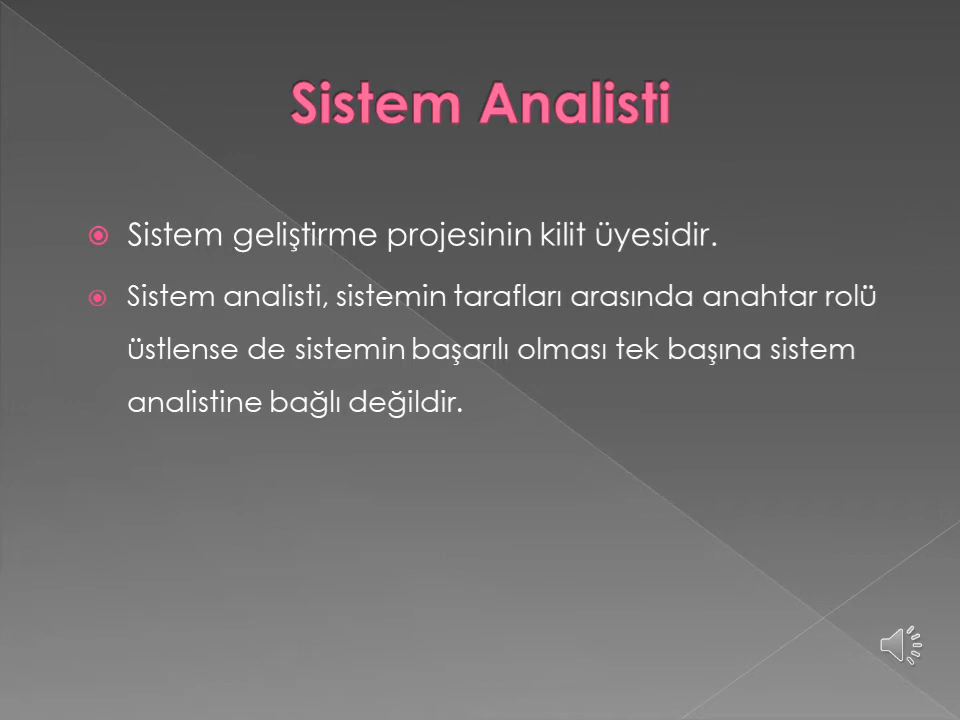 Sistem Analisti
Sistem geliştirme projesinin kilit üyesidir.
Sistem analisti, sistemin tarafları arasında anahtar rolü
üstlense de sistemin başarılı olması tek başına sistem
analistine bağlı değildir.